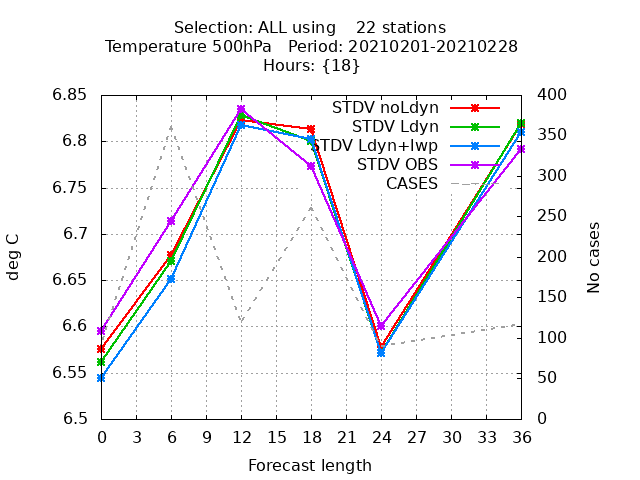 Selection: ALL using 22 stations
Temperature 500hPa Period: 20210201-20210228
Hours: {18}
STDV noLdyn
STDV Ldyn
STDV Ldyn+lwp
STDV OBS
CASES
6.85
6.8
6.75
6.7
6.65
6.6
6.55
6.5
deg C
400
350
300
250
200
150
100
50
0
No cases
0 3 6 9 12 15 18 21 24 27 30 33 36
Forecast length